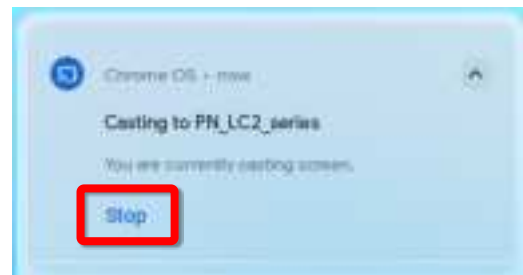 Chrome OS • now
Casting to PN_LC2_series
You are currently casting screen.
Stop